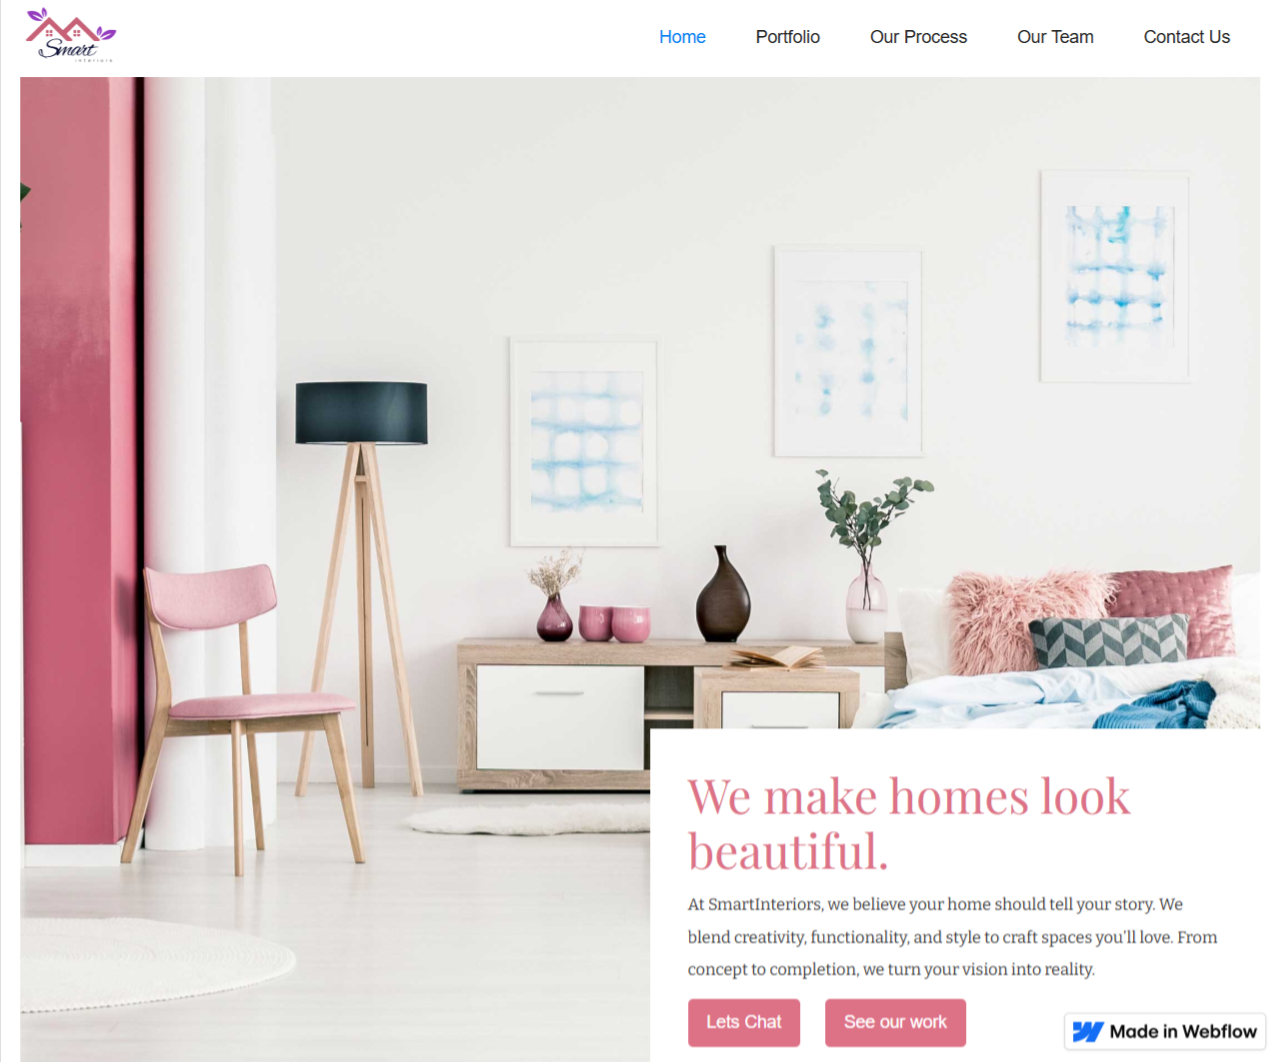 Smart
interiors
Home Portfolio Our Process Our Team Contact Us
We make homes look
beautiful.
At SmartInteriors, we believe your home should tell your story. We
blend creativity, functionality, and style to craft spaces you'll love. From
concept to completion, we turn your vision into reality.
Lets Chat See our work
Made in Webflow